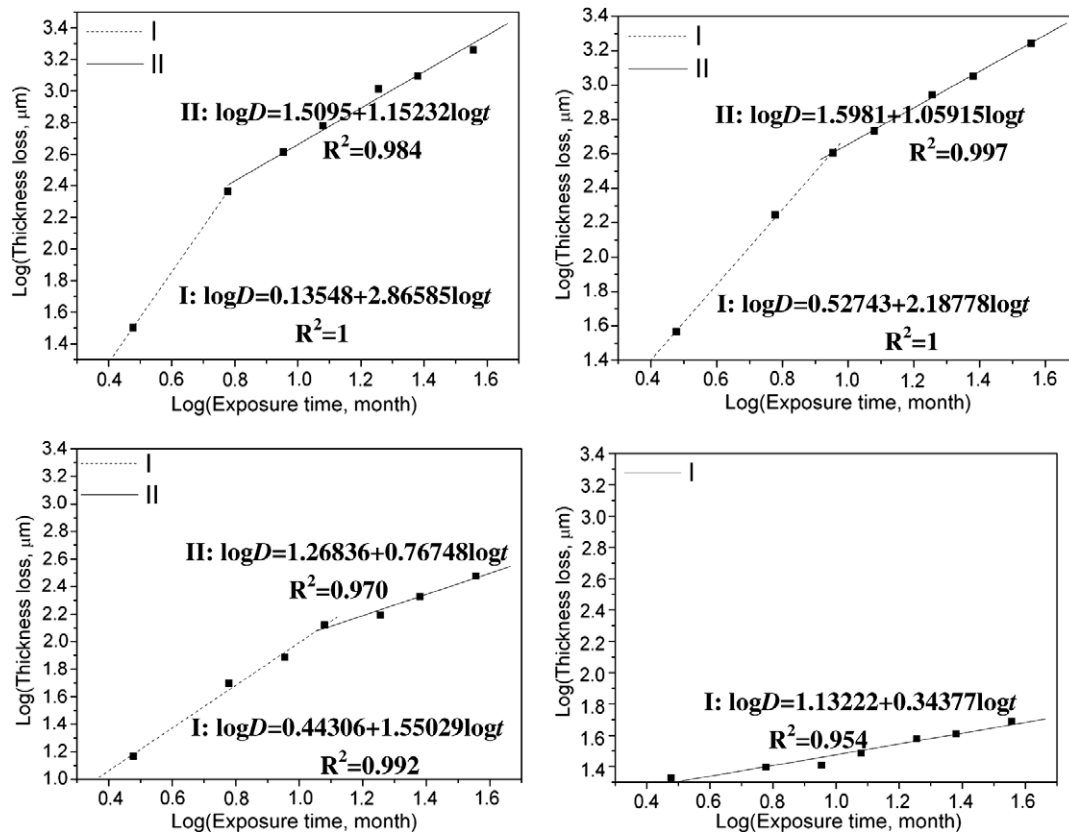 3.4
3.2
3.0
2.8
2.6
2.4
2.2
2.0
1.8
1.6
1.4
Log(Thickness loss, μm)
I
II
II: logD=1.5095+1.15232logt
R²=0.984
I: logD=0.13548+2.86585logt
R²=1
0.4 0.6 0.8 1.0 1.2 1.4 1.6
Log(Exposure time, month)
3.4
3.2
3.0
2.8
2.6
2.4
2.2
2.0
1.8
1.6
1.4
Log(Thickness loss, μm)
I
II
II: logD=1.5981+1.05915logt
R²=0.997
I: logD=0.52743+2.18778logt
R²=1
0.4 0.6 0.8 1.0 1.2 1.4 1.6
Log(Exposure time, month)
3.4
3.2
3.0
2.8
2.6
2.4
2.2
2.0
1.8
1.6
1.4
1.2
1.0
Log(Thickness loss, μm)
I
II
II: logD=1.26836+0.76748logt
R²=0.970
I: logD=0.44306+1.55029logt
R²=0.992
0.4 0.6 0.8 1.0 1.2 1.4 1.6
Log(Exposure time, month)
3.4
3.2
3.0
2.8
2.6
2.4
2.2
2.0
1.8
1.6
1.4
Log(Thickness loss, μm)
I
I: logD=1.13222+0.34377logt
R²=0.954
0.4 0.6 0.8 1.0 1.2 1.4 1.6
Log(Exposure time, month)